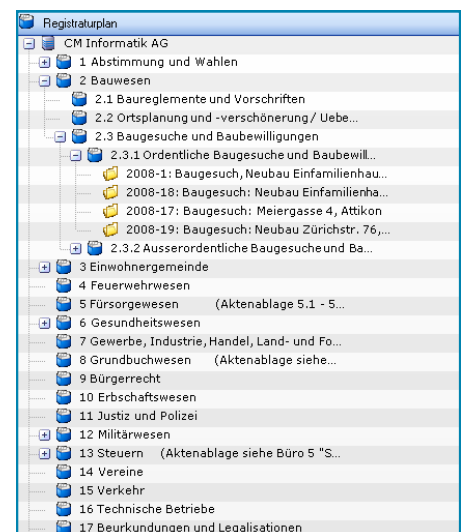 Registraturplan
CM Informatik AG
1 Abstimmung und Wahlen
2 Bauwesen
2.1 Baureglemente und Vorschriften
2.2 Ortsplanung und -verschönerung / Uebe...
2.3 Baugesuche und Baubewilligungen
2.3.1 Ordentliche Baugesuche und Baubewill...
2008-1: Baugesuch, Neubau Einfamilienhau...
2008-18: Baugesuch: Neubau Einfamilienha...
2008-17: Baugesuch: Meiergasse 4, Attikon
2008-19: Baugesuch: Neubau Zürichstr. 76,...
2.3.2 Ausserordentliche Baugesuche und Ba...
3 Einwohnergemeinde
4 Feuerwehrwesen
5 Fürsorgewesen (Aktenablage 5.1 - 5...
6 Gesundheitswesen
7 Gewerbe, Industrie, Handel, Land- und Fo...
8 Grundbuchwesen (Aktenablage siehe...
9 Bürgerrecht
10 Erbschaftswesen
11 Justiz und Polizei
12 Militärwesen
13 Steuern (Aktenablage siehe Büro 5 "S...
14 Vereine
15 Verkehr
16 Technische Betriebe
17 Beurkundungen und Legalisationen